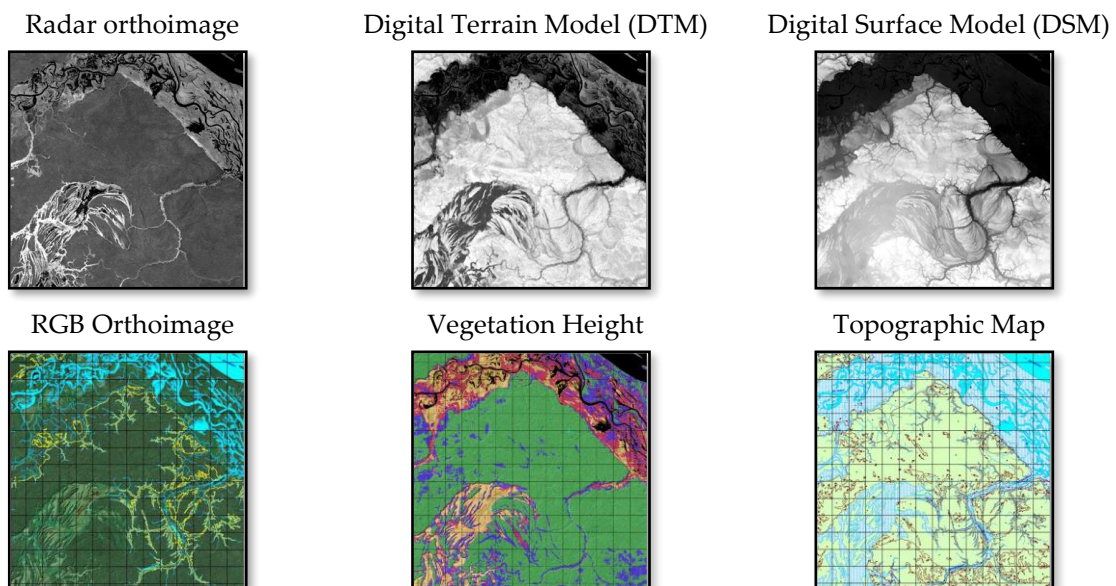 Radar orthoimage
Digital Terrain Model (DTM)
Digital Surface Model (DSM)
RGB Orthoimage
Vegetation Height
Topographic Map